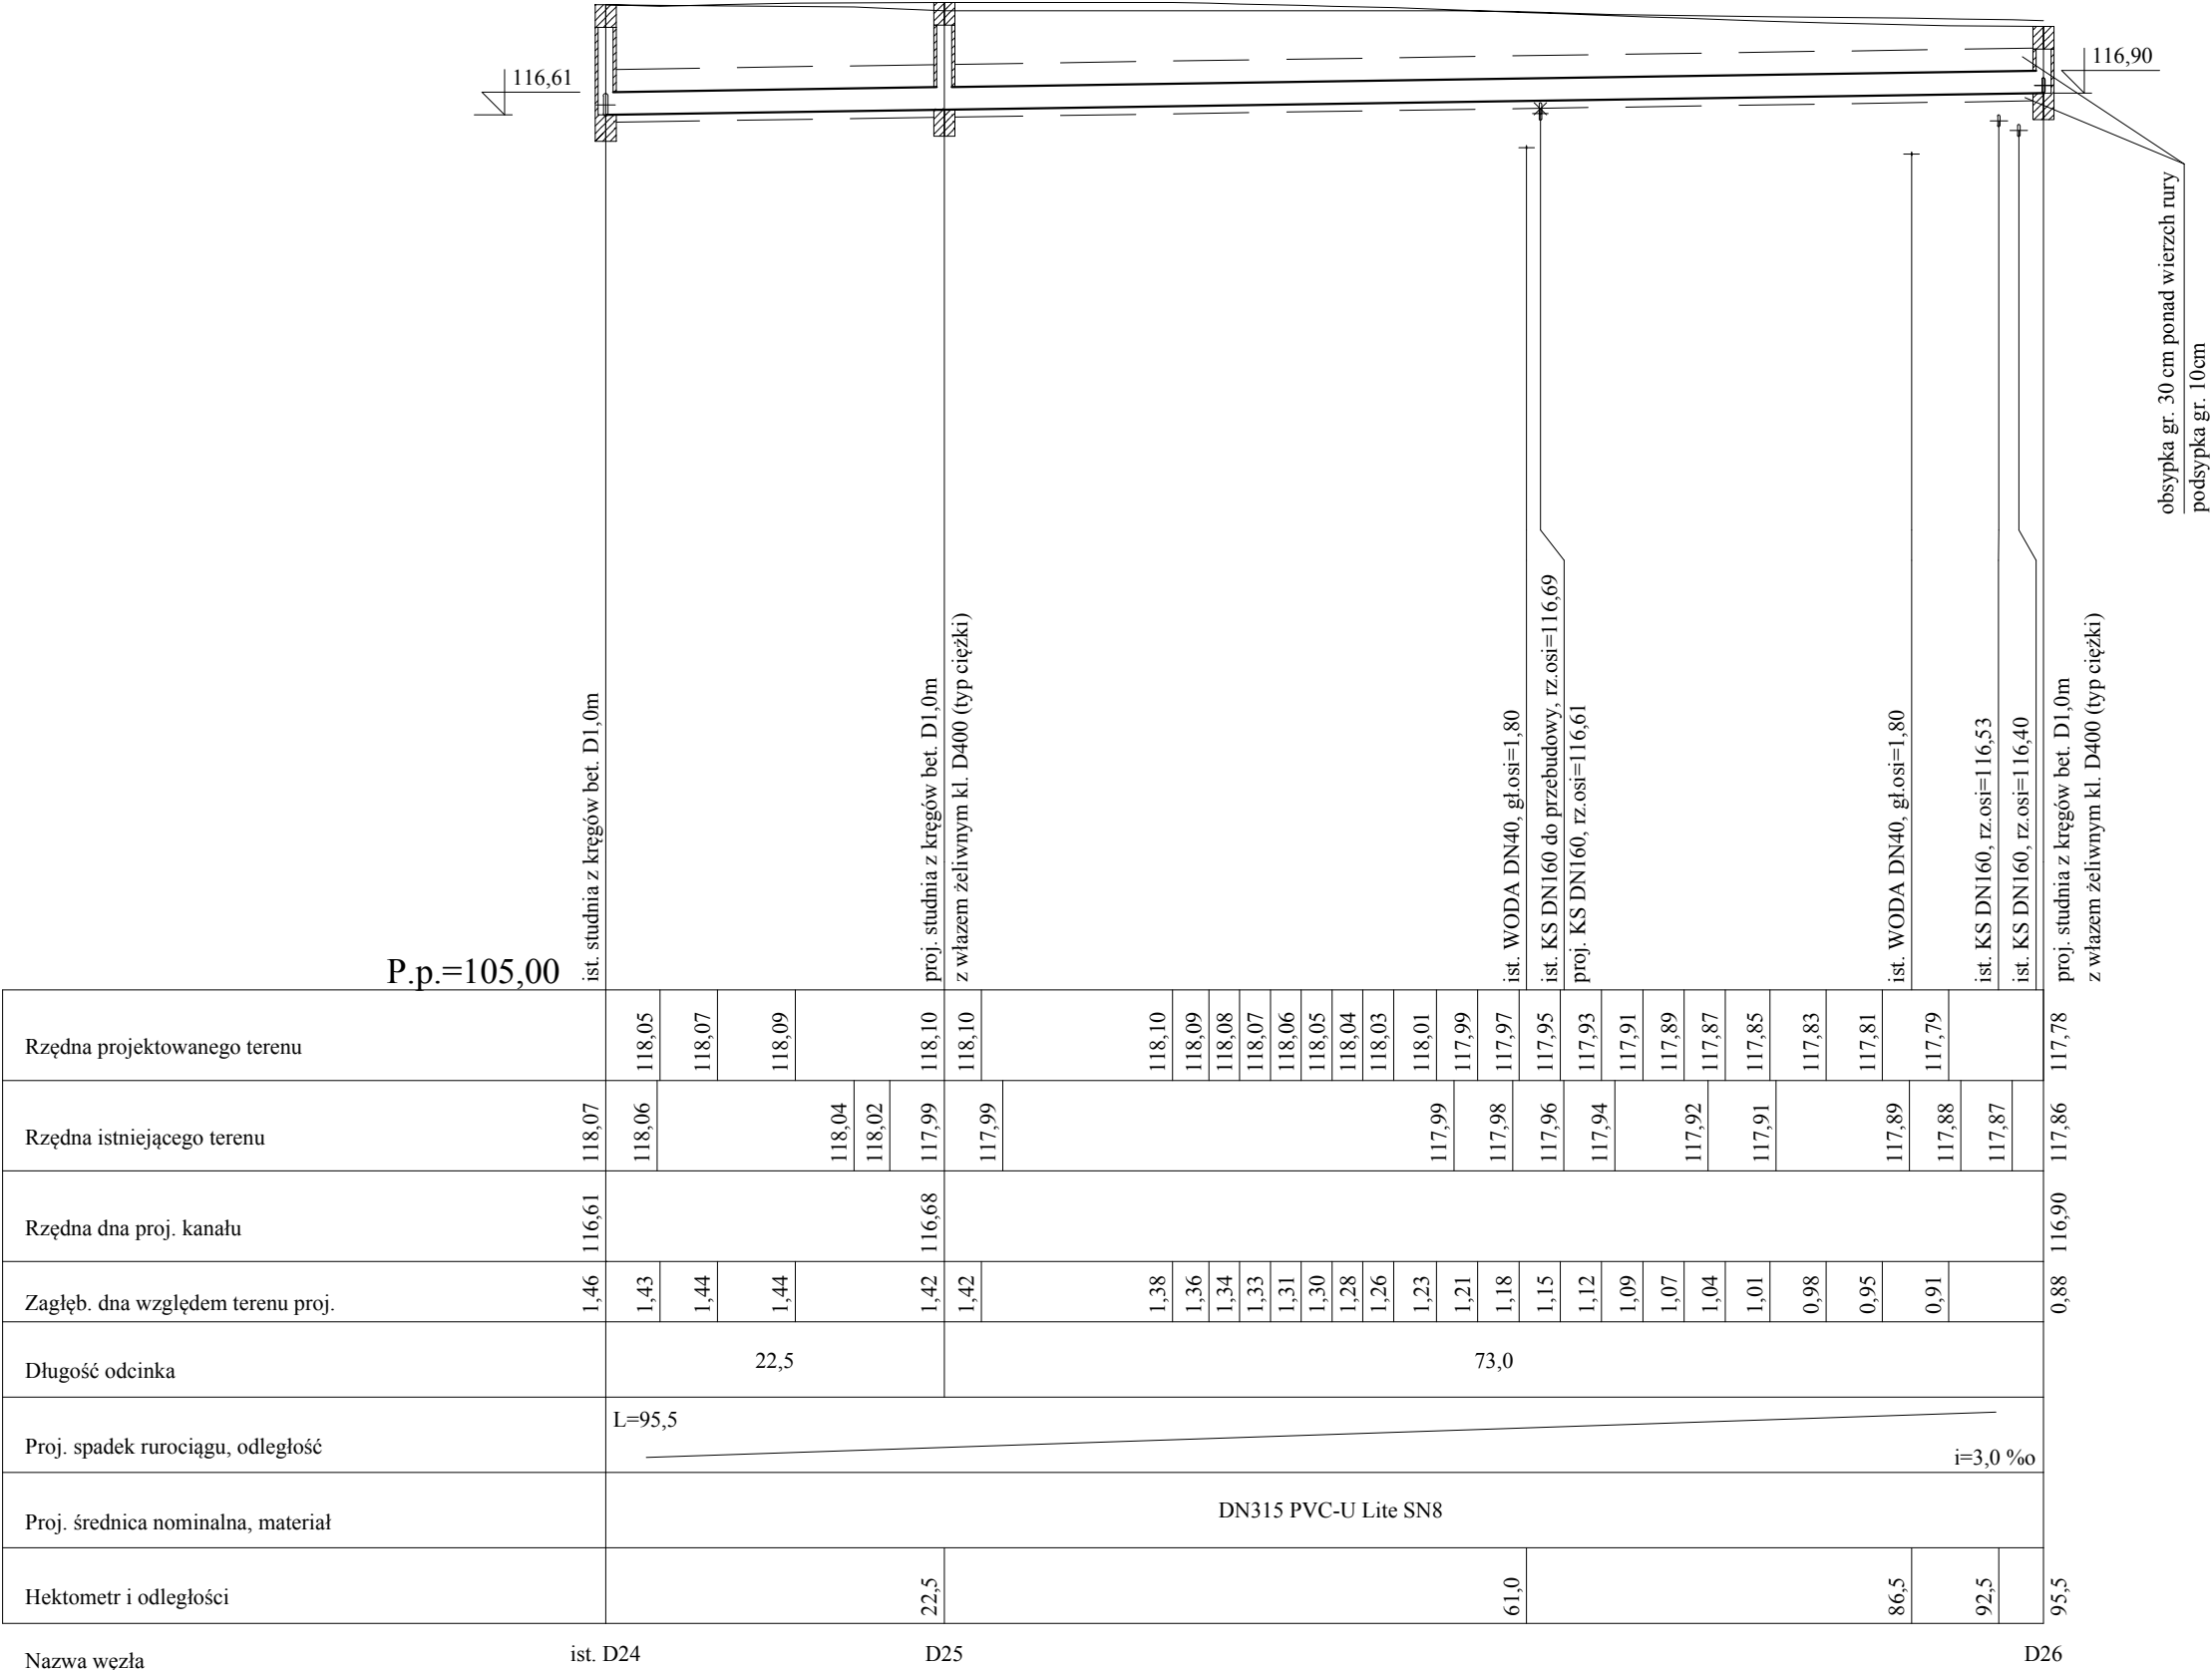 116,61
116,90
obsypka gr. 30 cm ponad wierzch rury
podsypka gr. 10cm
ist. studnia z kręgów bet. D1,0m
proj. studnia z kręgów bet. D1,0m
z włazem żeliwnym kl. D400 (typ ciężki)
ist. WODA DN40, gł.osi=1,80
ist. KS DN160 do przebudowy, rz.osi=116,69
proj. KS DN160, rz.osi=116,61
ist. WODA DN40, gł.osi=1,80
ist. KS DN160, rz.osi=116,53
ist. KS DN160, rz.osi=116,40
proj. studnia z kręgów bet. D1,0m
z włazem żeliwnym kl. D400 (typ ciężki)
P.p.=105,00
Rzędna projektowanego terenu 118,05 118,07 118,09 118,10 118,10 118,10 118,09 118,08 118,07 118,06 118,05 118,04 118,03 118,01 117,99 117,97 117,95 117,93 117,91 117,89 117,87 117,85 117,83 117,81 117,79 117,78
Rzędna istniejącego terenu 118,07 118,06 118,04 118,02 117,99 117,99 117,99 117,98 117,96 117,94 117,92 117,91 117,89 117,88 117,87 117,86
Rzędna dna proj. kanału 116,61 116,68 116,90
Zagłęb. dna względem terenu proj. 1,46 1,43 1,44 1,44 1,42 1,42 1,38 1,36 1,34 1,33 1,31 1,30 1,28 1,26 1,23 1,21 1,18 1,15 1,12 1,09 1,07 1,04 1,01 0,98 0,95 0,91 0,88
Długość odcinka 22,5 73,0
Proj. spadek rurociągu, odległość L=95,5 i=3,0 %o
Proj. średnica nominalna, materiał DN315 PVC-U Lite SN8
Hektometr i odległości 22,5 61,0 86,5 92,5 95,5
Nazwa węzła ist. D24 D25 D26